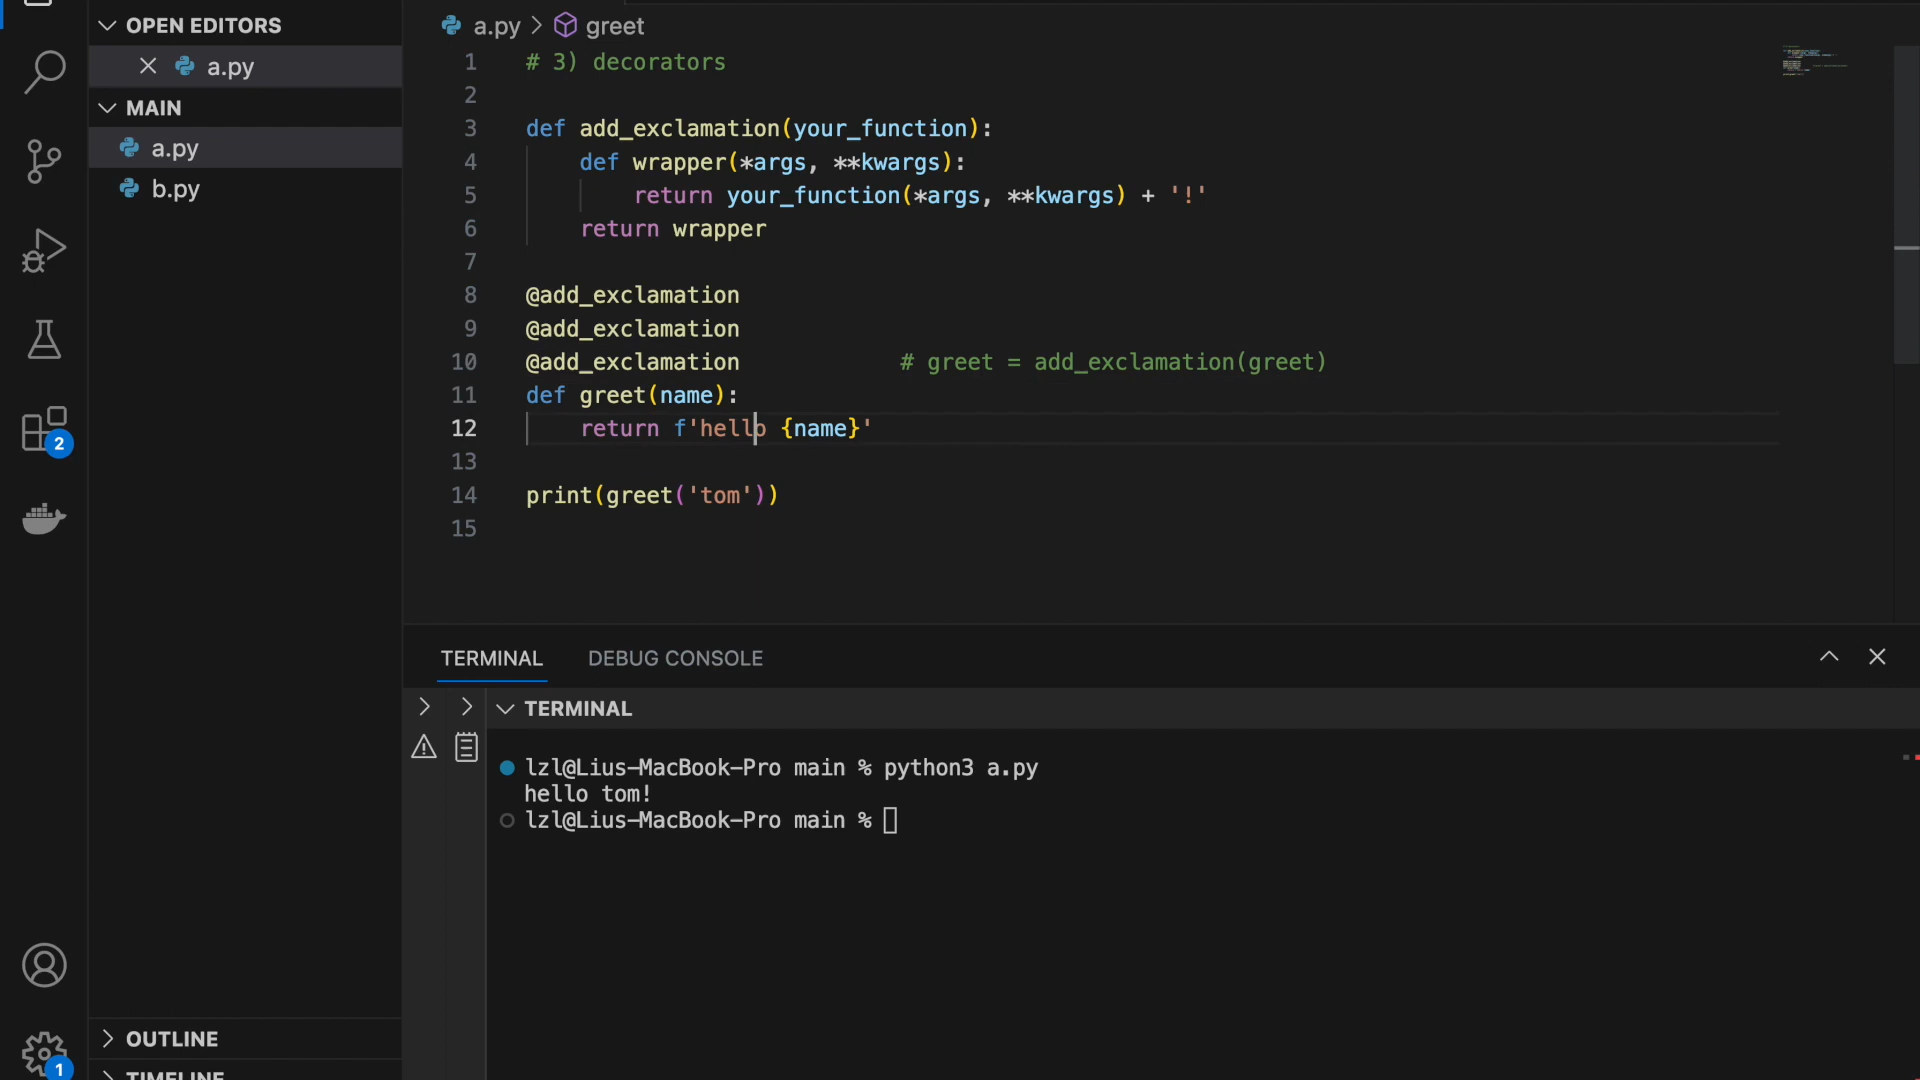 OPEN EDITORS
a.py
MAIN
a.py
b.py
2
1
OUTLINE
TIMELINE
a.py > greet
1 # 3) decorators
2
3 def add_exclamation(your_function):
4 def wrapper(*args, **kwargs):
5 return your_function(*args, **kwargs) + '!'
6 return wrapper
7
8 @add_exclamation
9 @add_exclamation
10 @add_exclamation # greet = add_exclamation(greet)
11 def greet(name):
12 return f'hello {name}'
13
14 print(greet('tom'))
15
TERMINAL DEBUG CONSOLE
TERMINAL
lzl@Lius-MacBook-Pro main % python3 a.py
hello tom!
lzl@Lius-MacBook-Pro main %